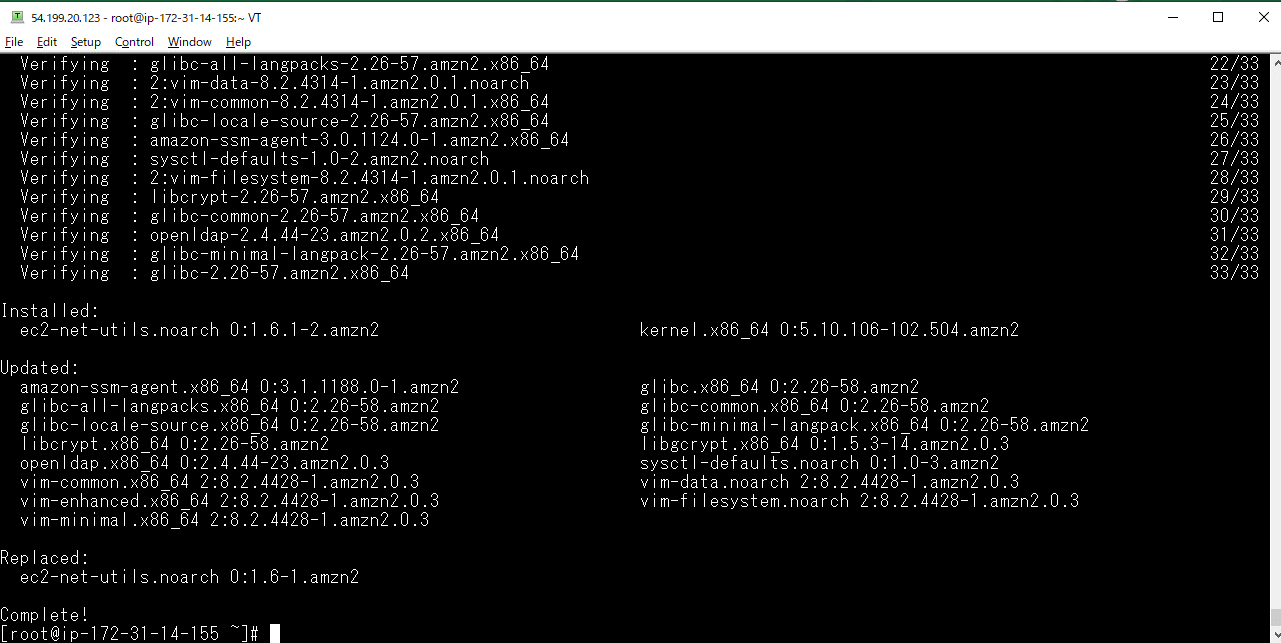 54.199.20.123 - root@ip-172-31-14-155:~ VT
File Edit Setup Control Window Help
Verifying : glibc-all-langpacks-2.26-57.amzn2.x86_64 22/33
Verifying : 2:vim-data-8.2.4314-1.amzn2.0.1.noarch 23/33
Verifying : 2:vim-common-8.2.4314-1.amzn2.0.1.x86_64 24/33
Verifying : glibc-locale-source-2.26-57.amzn2.x86_64 25/33
Verifying : amazon-ssm-agent-3.0.1124.0-1.amzn2.x86_64 26/33
Verifying : sysctl-defaults-1.0-2.amzn2.noarch 27/33
Verifying : 2:vim-filesystem-8.2.4314-1.amzn2.0.1.noarch 28/33
Verifying : libcrypt-2.26-57.amzn2.x86_64 29/33
Verifying : glibc-common-2.26-57.amzn2.x86_64 30/33
Verifying : openldap-2.4.44-23.amzn2.0.2.x86_64 31/33
Verifying : glibc-minimal-langpack-2.26-57.amzn2.x86_64 32/33
Verifying : glibc-2.26-57.amzn2.x86_64 33/33
Installed:
ec2-net-utils.noarch 0:1.6.1-2.amzn2 kernel.x86_64 0:5.10.106-102.504.amzn2
Updated:
amazon-ssm-agent.x86_64 0:3.1.1188.0-1.amzn2 glibc.x86_64 0:2.26-58.amzn2
glibc-all-langpacks.x86_64 0:2.26-58.amzn2 glibc-common.x86_64 0:2.26-58.amzn2
glibc-locale-source.x86_64 0:2.26-58.amzn2 glibc-minimal-langpack.x86_64 0:2.26-58.amzn2
libcrypt.x86_64 0:2.26-58.amzn2 libgcrypt.x86_64 0:1.5.3-14.amzn2.0.3
openldap.x86_64 0:2.4.44-23.amzn2.0.3 sysctl-defaults.noarch 0:1.0-3.amzn2
vim-common.x86_64 2:8.2.4428-1.amzn2.0.3 vim-data.noarch 2:8.2.4428-1.amzn2.0.3
vim-enhanced.x86_64 2:8.2.4428-1.amzn2.0.3 vim-filesystem.noarch 2:8.2.4428-1.amzn2.0.3
vim-minimal.x86_64 2:8.2.4428-1.amzn2.0.3
Replaced:
ec2-net-utils.noarch 0:1.6-1.amzn2
Complete!
[root@ip-172-31-14-155 ~]#